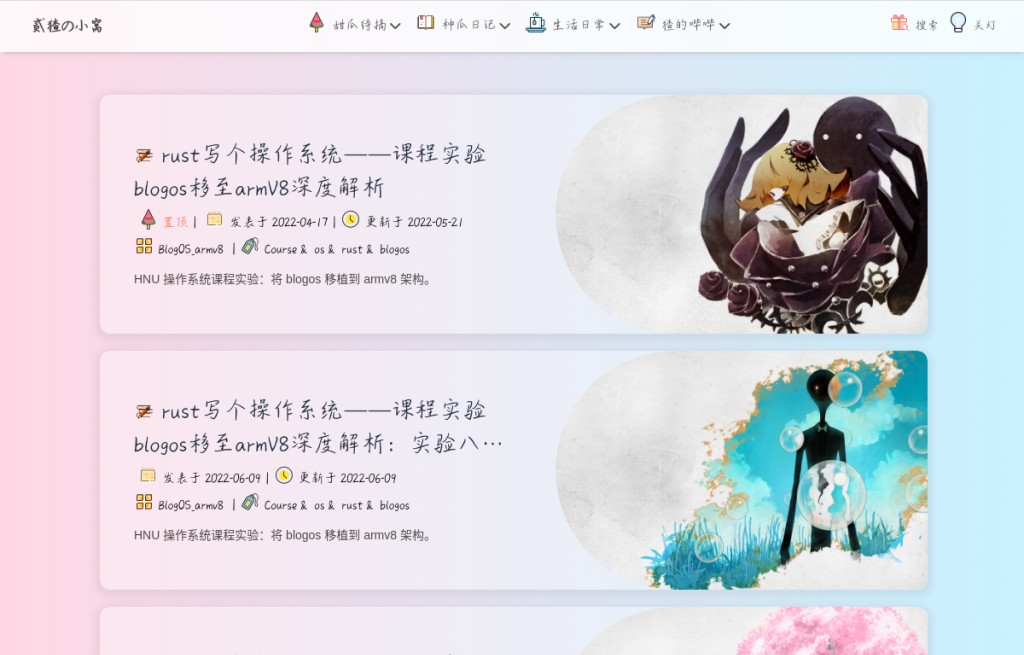 贰猹の小窝
甜瓜待摘 种瓜日记 生活日常 猹的哔哔 搜索 关灯
rust写个操作系统——课程实验
blogos移至armV8深度解析
置顶 | 发表于 2022-04-17 | 更新于 2022-05-21
BlogOS_armv8 | Course & os & rust & blogos
HNU 操作系统课程实验：将 blogos 移植到 armv8 架构。
rust写个操作系统——课程实验
blogos移至armV8深度解析：实验八…
发表于 2022-06-09 | 更新于 2022-06-09
BlogOS_armv8 | Course & os & rust & blogos
HNU 操作系统课程实验：将 blogos 移植到 armv8 架构。